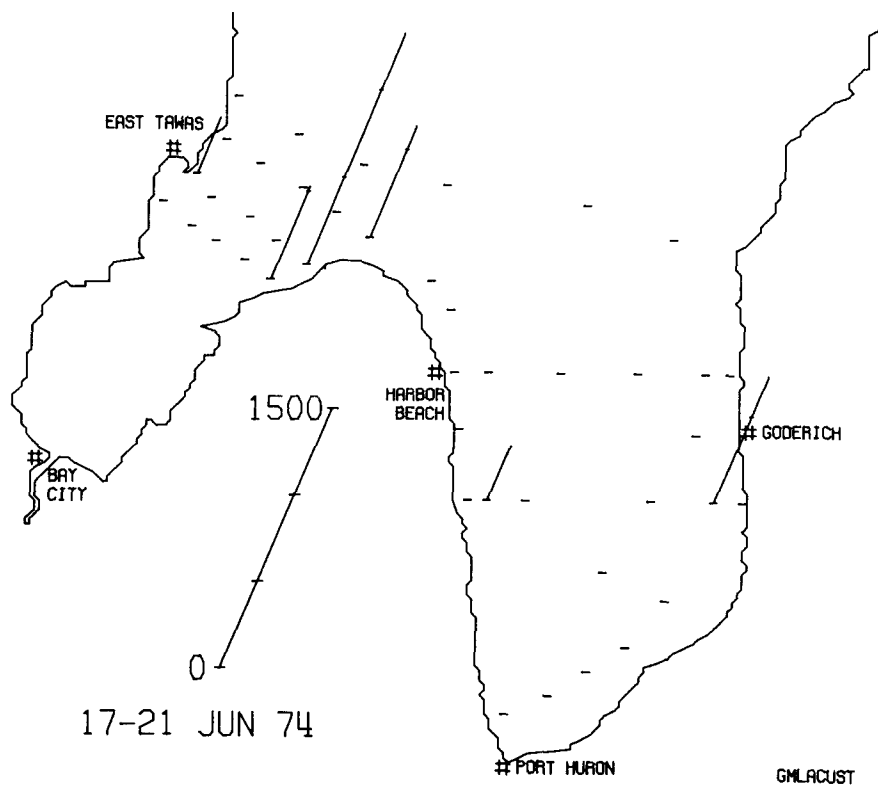 EAST TAWAS
HARBOR
BEACH
1500
GODERICH
BAY
CITY
0
17-21 JUN 74
PORT HURON
GMLACUST